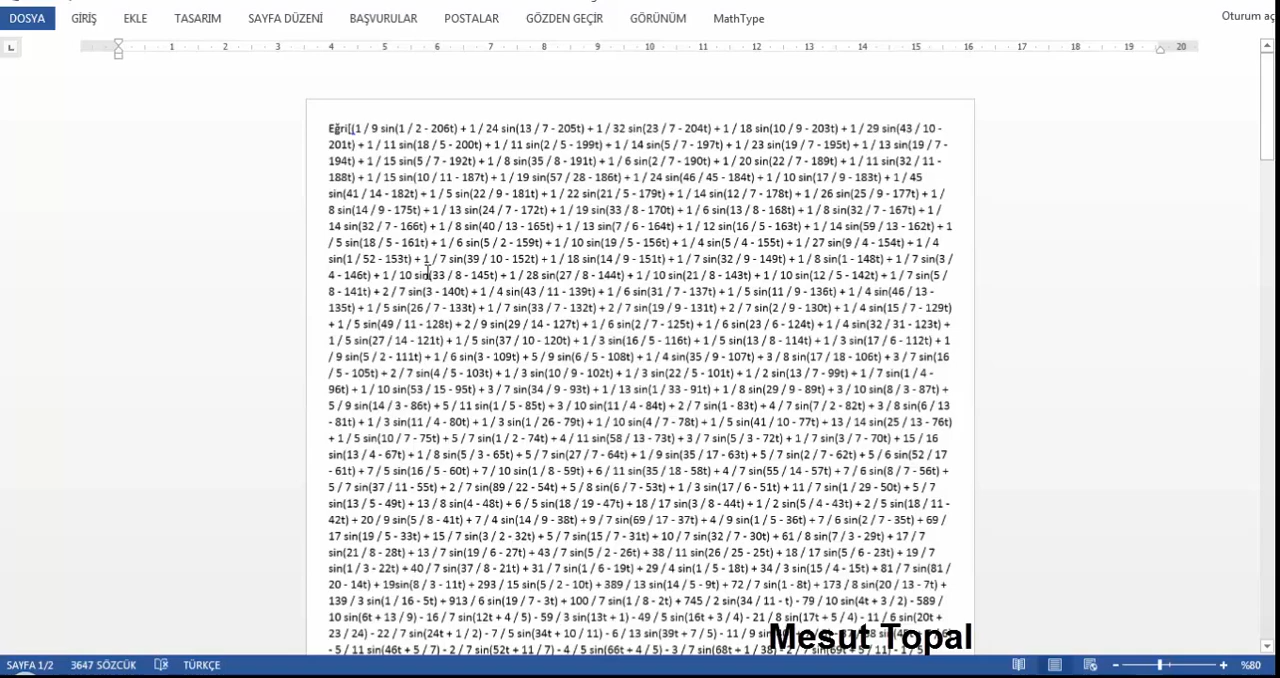 DOSYA GİRİŞ EKLE TASARIM SAYFA DÜZENİ BAŞVURULAR POSTALAR GÖZDEN GEÇİR GÖRÜNÜM MathType Oturum aç
1 2 3 4 5 6 7 8 9 10 11 12 13 14 15 16 17 18 19 20
Eğri[(1 / 9 sin(1 / 2 - 206t) + 1 / 24 sin(13 / 7 - 205t) + 1 / 32 sin(23 / 7 - 204t) + 1 / 18 sin(10 / 9 - 203t) + 1 / 29 sin(43 / 10 -
201t) + 1 / 11 sin(18 / 5 - 200t) + 1 / 11 sin(2 / 5 - 199t) + 1 / 14 sin(5 / 7 - 197t) + 1 / 23 sin(19 / 7 - 195t) + 1 / 13 sin(19 / 7 -
194t) + 1 / 15 sin(5 / 7 - 192t) + 1 / 8 sin(35 / 8 - 191t) + 1 / 6 sin(2 / 7 - 190t) + 1 / 20 sin(22 / 7 - 189t) + 1 / 11 sin(32 / 11 -
188t) + 1 / 15 sin(10 / 11 - 187t) + 1 / 19 sin(57 / 28 - 186t) + 1 / 24 sin(46 / 45 - 184t) + 1 / 10 sin(17 / 9 - 183t) + 1 / 45
sin(41 / 14 - 182t) + 1 / 5 sin(22 / 9 - 181t) + 1 / 22 sin(21 / 5 - 179t) + 1 / 14 sin(12 / 7 - 178t) + 1 / 26 sin(25 / 9 - 177t) + 1 /
8 sin(14 / 9 - 175t) + 1 / 13 sin(24 / 7 - 172t) + 1 / 19 sin(33 / 8 - 170t) + 1 / 6 sin(13 / 8 - 168t) + 1 / 8 sin(32 / 7 - 167t) + 1 /
14 sin(32 / 7 - 166t) + 1 / 8 sin(40 / 13 - 165t) + 1 / 13 sin(7 / 6 - 164t) + 1 / 12 sin(16 / 5 - 163t) + 1 / 14 sin(59 / 13 - 162t) + 1
/ 5 sin(18 / 5 - 161t) + 1 / 6 sin(5 / 2 - 159t) + 1 / 10 sin(19 / 5 - 156t) + 1 / 4 sin(5 / 4 - 155t) + 1 / 27 sin(9 / 4 - 154t) + 1 / 4
sin(1 / 52 - 153t) + 1 / 7 sin(39 / 10 - 152t) + 1 / 18 sin(14 / 9 - 151t) + 1 / 7 sin(32 / 9 - 149t) + 1 / 8 sin(1 - 148t) + 1 / 7 sin(3 /
4 - 146t) + 1 / 10 sin(33 / 8 - 145t) + 1 / 28 sin(27 / 8 - 144t) + 1 / 10 sin(21 / 8 - 143t) + 1 / 10 sin(12 / 5 - 142t) + 1 / 7 sin(5 /
8 - 141t) + 2 / 7 sin(3 - 140t) + 1 / 4 sin(43 / 11 - 139t) + 1 / 6 sin(31 / 7 - 137t) + 1 / 5 sin(11 / 9 - 136t) + 1 / 4 sin(46 / 13 -
135t) + 1 / 5 sin(26 / 7 - 133t) + 1 / 7 sin(33 / 7 - 132t) + 2 / 7 sin(19 / 9 - 131t) + 2 / 7 sin(2 / 9 - 130t) + 1 / 4 sin(15 / 7 - 129t)
+ 1 / 5 sin(49 / 11 - 128t) + 2 / 9 sin(29 / 14 - 127t) + 1 / 6 sin(2 / 7 - 125t) + 1 / 6 sin(23 / 6 - 124t) + 1 / 4 sin(32 / 31 - 123t) +
1 / 5 sin(27 / 14 - 121t) + 1 / 5 sin(37 / 10 - 120t) + 1 / 3 sin(16 / 5 - 116t) + 1 / 5 sin(13 / 8 - 114t) + 1 / 3 sin(17 / 6 - 112t) + 1
/ 9 sin(5 / 2 - 111t) + 1 / 6 sin(3 - 109t) + 5 / 9 sin(6 / 5 - 108t) + 1 / 4 sin(35 / 9 - 107t) + 3 / 8 sin(17 / 18 - 106t) + 3 / 7 sin(16
/ 5 - 105t) + 2 / 7 sin(4 / 5 - 103t) + 1 / 3 sin(10 / 9 - 102t) + 1 / 3 sin(22 / 5 - 101t) + 1 / 2 sin(13 / 7 - 99t) + 1 / 7 sin(1 / 4 -
96t) + 1 / 10 sin(53 / 15 - 95t) + 3 / 7 sin(34 / 9 - 93t) + 1 / 13 sin(1 / 33 - 91t) + 1 / 8 sin(29 / 9 - 89t) + 3 / 10 sin(8 / 3 - 87t) +
5 / 9 sin(14 / 3 - 86t) + 5 / 11 sin(1 / 5 - 85t) + 3 / 10 sin(11 / 4 - 84t) + 2 / 7 sin(1 - 83t) + 4 / 7 sin(7 / 2 - 82t) + 3 / 8 sin(6 / 13
- 81t) + 1 / 3 sin(11 / 4 - 80t) + 1 / 3 sin(1 / 26 - 79t) + 1 / 10 sin(4 / 7 - 78t) + 1 / 5 sin(41 / 10 - 77t) + 13 / 14 sin(25 / 13 - 76t)
+ 1 / 5 sin(10 / 7 - 75t) + 5 / 7 sin(1 / 2 - 74t) + 4 / 11 sin(58 / 13 - 73t) + 3 / 7 sin(5 / 3 - 72t) + 1 / 7 sin(3 / 7 - 70t) + 15 / 16
sin(13 / 4 - 67t) + 1 / 8 sin(5 / 3 - 65t) + 5 / 7 sin(27 / 7 - 64t) + 1 / 9 sin(35 / 17 - 63t) + 5 / 7 sin(2 / 7 - 62t) + 5 / 6 sin(52 / 17
- 61t) + 7 / 5 sin(16 / 5 - 60t) + 7 / 10 sin(1 / 8 - 59t) + 6 / 11 sin(35 / 18 - 58t) + 4 / 7 sin(55 / 14 - 57t) + 7 / 6 sin(8 / 7 - 56t) +
5 / 7 sin(37 / 11 - 55t) + 2 / 7 sin(89 / 22 - 54t) + 5 / 8 sin(6 / 7 - 53t) + 1 / 3 sin(17 / 6 - 51t) + 11 / 7 sin(1 / 29 - 50t) + 5 / 7
sin(13 / 5 - 49t) + 13 / 8 sin(4 - 48t) + 6 / 5 sin(18 / 19 - 47t) + 18 / 17 sin(3 / 8 - 44t) + 1 / 2 sin(5 / 4 - 43t) + 2 / 5 sin(18 / 11 -
42t) + 20 / 9 sin(5 / 8 - 41t) + 7 / 4 sin(14 / 9 - 38t) + 9 / 7 sin(69 / 17 - 37t) + 4 / 9 sin(1 / 5 - 36t) + 7 / 6 sin(2 / 7 - 35t) + 69 /
17 sin(19 / 5 - 33t) + 15 / 7 sin(3 / 2 - 32t) + 5 / 7 sin(15 / 7 - 31t) + 10 / 7 sin(32 / 7 - 30t) + 61 / 8 sin(7 / 3 - 29t) + 17 / 7
sin(21 / 8 - 28t) + 13 / 7 sin(19 / 6 - 27t) + 43 / 7 sin(5 / 2 - 26t) + 38 / 11 sin(26 / 25 - 25t) + 18 / 17 sin(5 / 6 - 23t) + 19 / 7
sin(1 / 3 - 22t) + 40 / 7 sin(37 / 8 - 21t) + 31 / 7 sin(1 / 6 - 19t) + 29 / 4 sin(1 / 5 - 18t) + 34 / 3 sin(15 / 4 - 15t) + 81 / 7 sin(81 /
20 - 14t) + 19sin(8 / 3 - 11t) + 293 / 15 sin(5 / 2 - 10t) + 389 / 13 sin(14 / 5 - 9t) + 72 / 7 sin(1 - 8t) + 173 / 8 sin(20 / 13 - 7t) +
139 / 3 sin(1 / 16 - 5t) + 913 / 6 sin(19 / 7 - 3t) + 100 / 7 sin(1 / 8 - 2t) + 745 / 2 sin(34 / 11 - t) - 79 / 10 sin(4t + 3 / 2) - 589 /
10 sin(6t + 13 / 9) - 16 / 7 sin(12t + 4 / 5) - 59 / 3 sin(13t + 1) - 49 / 5 sin(16t + 3 / 4) - 21 / 8 sin(17t + 5 / 4) - 11 / 6 sin(20t +
23 / 24) - 22 / 7 sin(24t + 1 / 2) - 7 / 5 sin(34t + 10 / 11) - 6 / 13 sin(39t + 7 / 5) - 11 / 9
- 5 / 11 sin(46t + 5 / 7) - 2 / 7 sin(52t + 11 / 7) - 4 / 5 sin(66t + 4 / 5) - 3 / 7 sin(68t + 1 / 38)
Mesut Topal
SAYFA 1/2 3647 SÖZCÜK TÜRKÇE %80